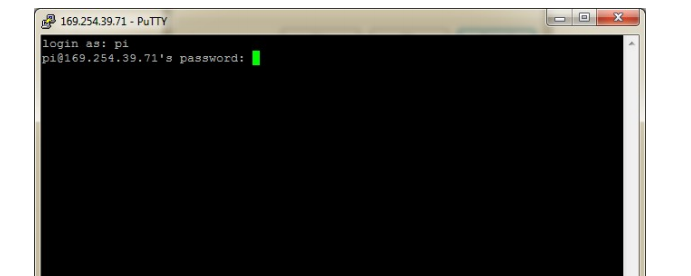 169.254.39.71 - PuTTY
login as: pi
pi@169.254.39.71's password: